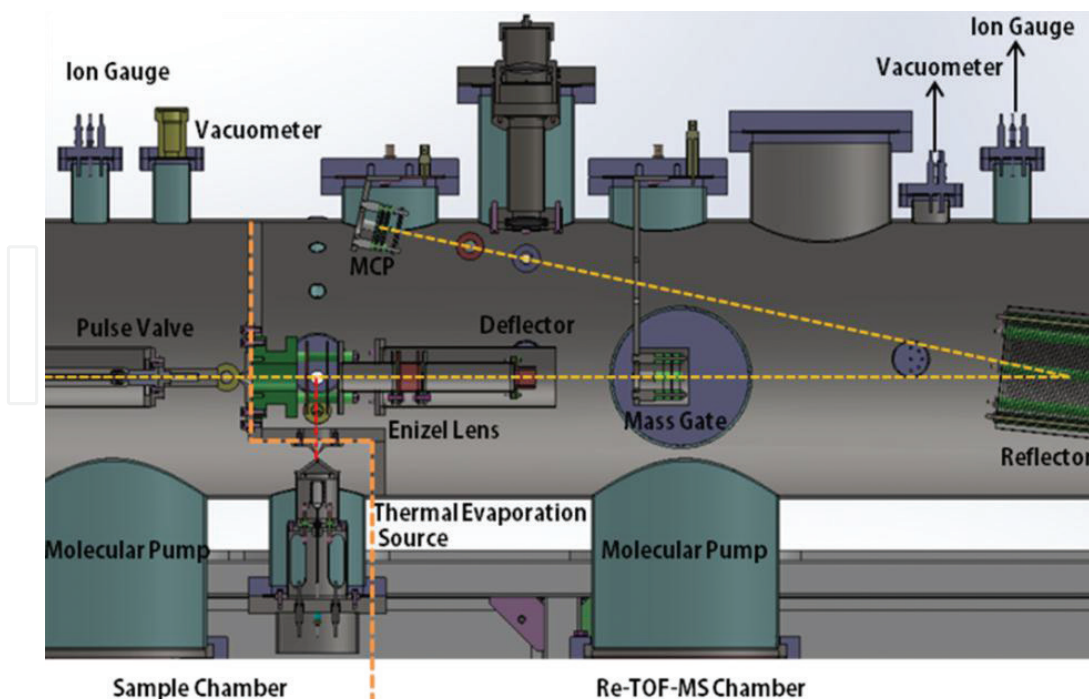 Ion Gauge
Vacuometer
Ion Gauge
Vacuometer
MCP
Pulse Valve
Deflector
Enizel Lens
Mass Gate
Reflector
Thermal Evaporation
Source
Molecular Pump
Molecular Pump
Sample Chamber
Re-TOF-MS Chamber